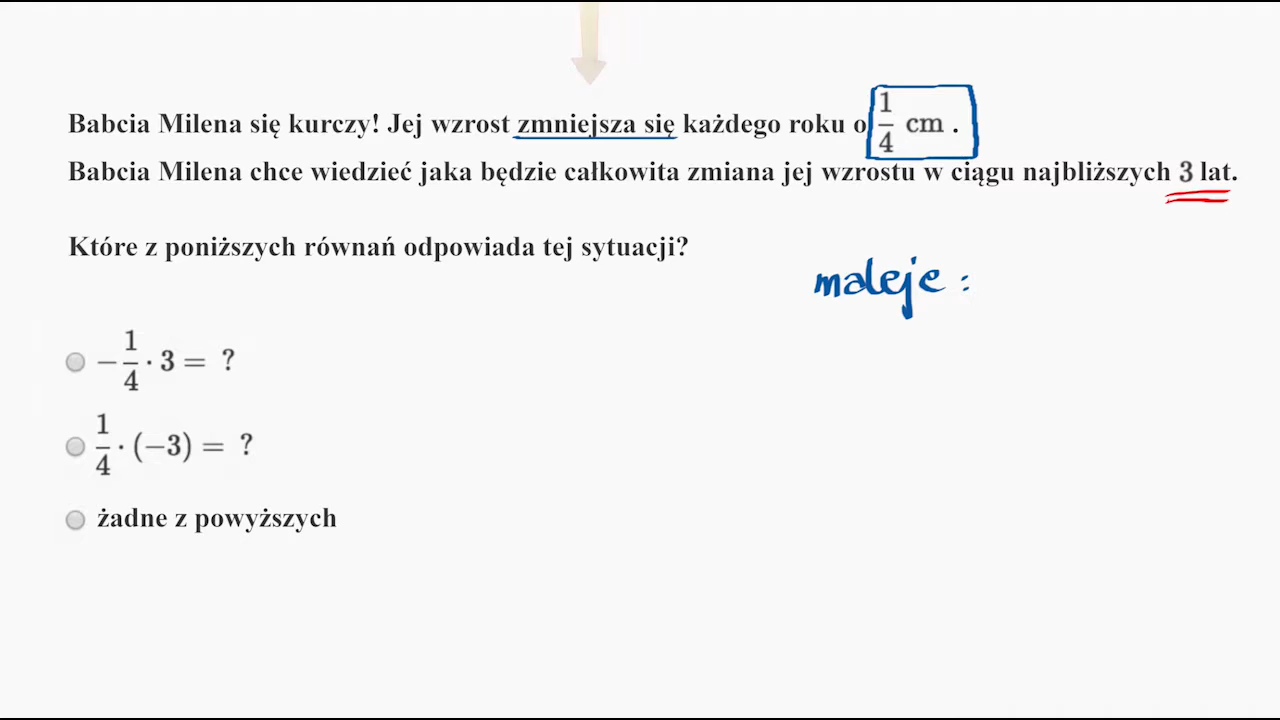 Babcia Milena się kurczy! Jej wzrost zmniejsza się każdego roku o 1/4 cm .
Babcia Milena chce wiedzieć jaka będzie całkowita zmiana jej wzrostu w ciągu najbliższych 3 lat.
Które z poniższych równań odpowiada tej sytuacji?
maleje :
−1/4 · 3 = ?
1/4 · (−3) = ?
żadne z powyższych